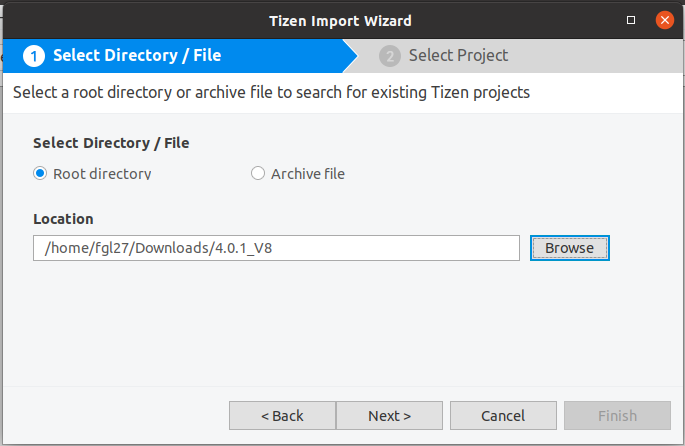 Tizen Import Wizard
1 Select Directory / File
2 Select Project
Select a root directory or archive file to search for existing Tizen projects
Select Directory / File
Root directory
Archive file
Location
/home/fgl27/Downloads/4.0.1_V8
Browse
< Back
Next >
Cancel
Finish